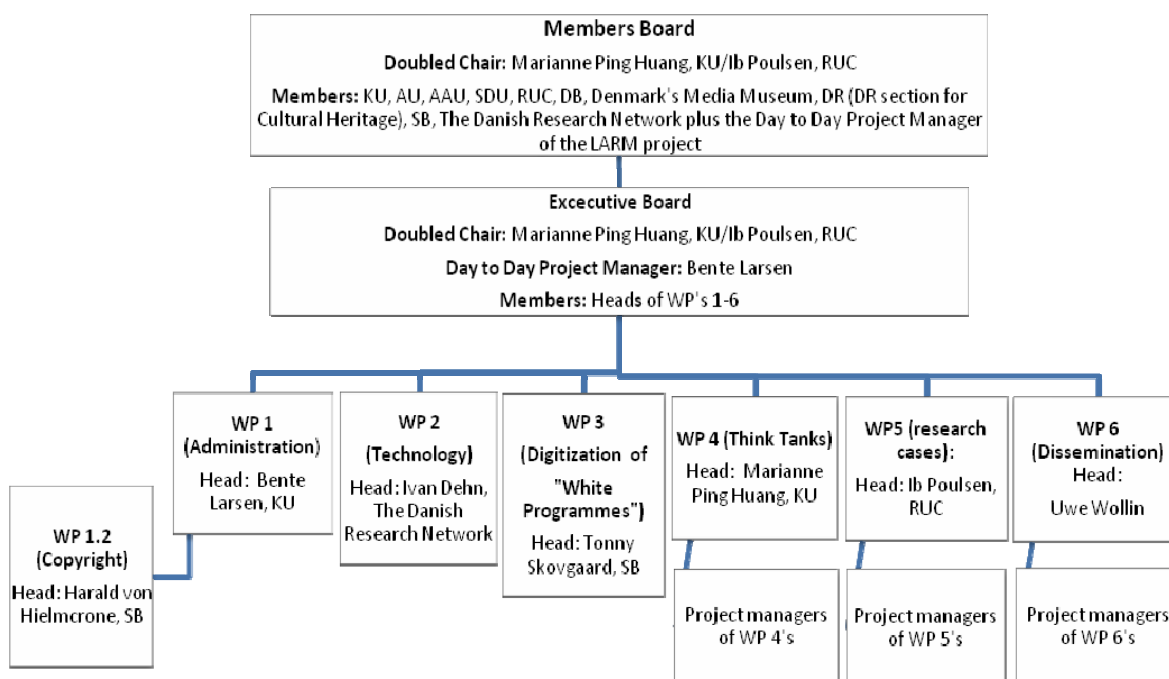 Members Board
Doubled Chair: Marianne Ping Huang, KU/Ib Poulsen, RUC
Members: KU, AU, AAU, SDU, RUC, DB, Denmark's Media Museum, DR (DR section for
Cultural Heritage), SB, The Danish Research Network plus the Day to Day Project Manager
of the LARM project
Excecutive Board
Doubled Chair: Marianne Ping Huang, KU/Ib Poulsen, RUC
Day to Day Project Manager: Bente Larsen
Members: Heads of WP's 1-6
WP 1
(Administration)
Head: Bente
Larsen, KU
WP 1.2
(Copyright)
Head: Harald von
Hielmcrone, SB
WP 2
(Technology)
Head: Ivan Dehn,
The Danish
Research Network
WP 3
(Digitization of
"White
Programmes")
Head: Tonny
Skovgaard, SB
WP 4 (Think Tanks)
Head: Marianne
Ping Huang, KU
Project managers
of WP 4's
WP5 (research
cases):
Head: Ib Poulsen,
RUC
Project managers
of WP 5's
WP 6
(Dissemination)
Head:
Uwe Wollin
Project managers
of WP 6's